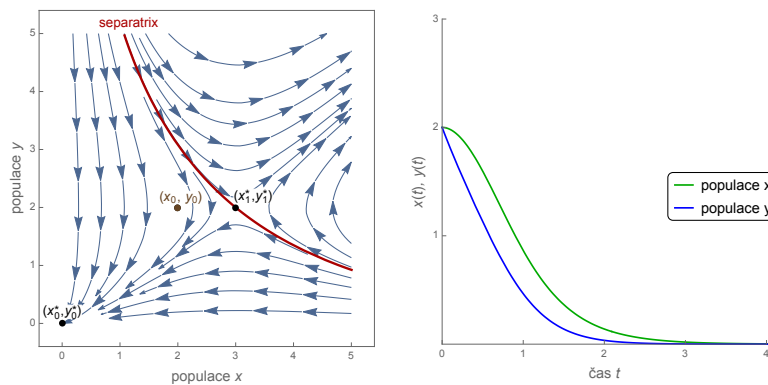 separatrix
5
4
3
2
1
0
populace y
(x₀, y₀)
(x₁*,y₁*)
(x₀*,y₀*)
0 1 2 3 4 5
populace x
3
2
1
x(t), y(t)
populace x
populace y
0 1 2 3 4
čas t